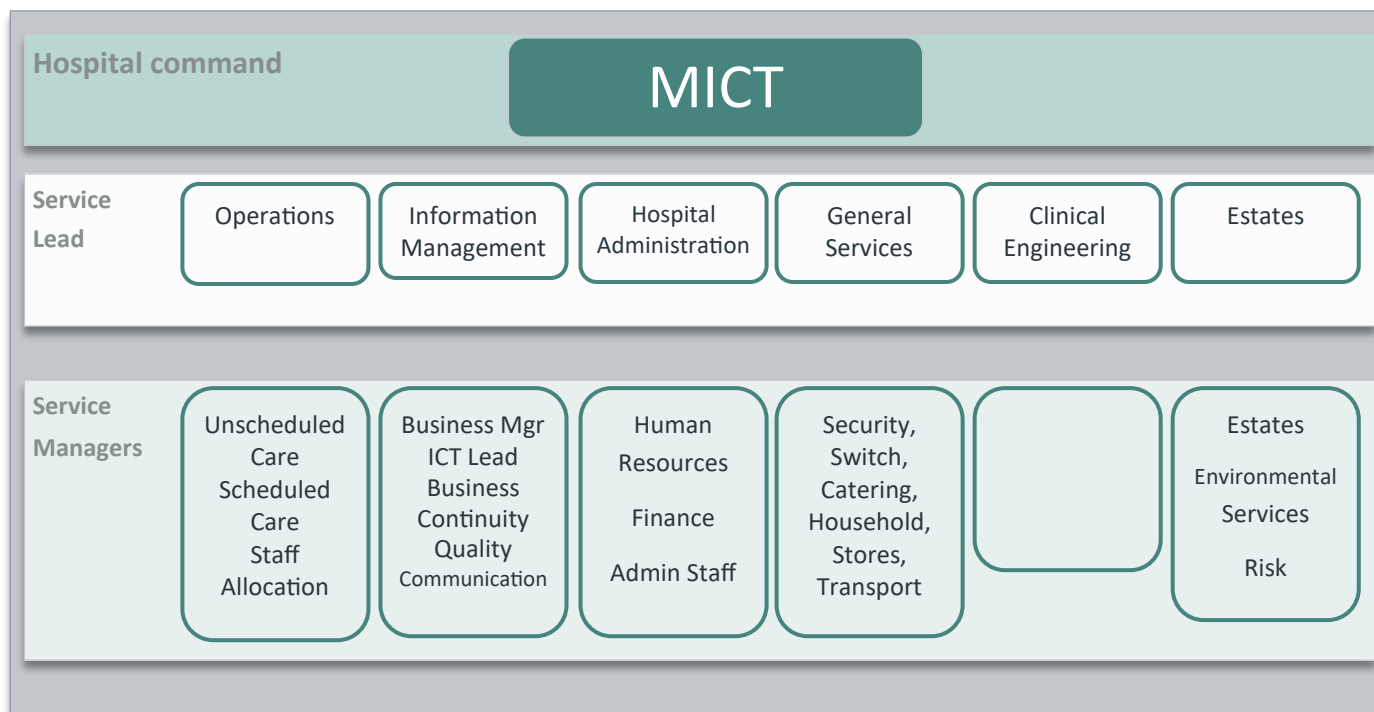 Hospital command
MICT
Service
Lead
Operations
Information
Management
Hospital
Administration
General
Services
Clinical
Engineering
Estates
Service
Managers
Unscheduled
Care
Scheduled
Care
Staff
Allocation
Business Mgr
ICT Lead
Business
Continuity
Quality
Communication
Human
Resources
Finance
Admin Staff
Security,
Switch,
Catering,
Household,
Stores,
Transport
Estates
Environmental
Services
Risk